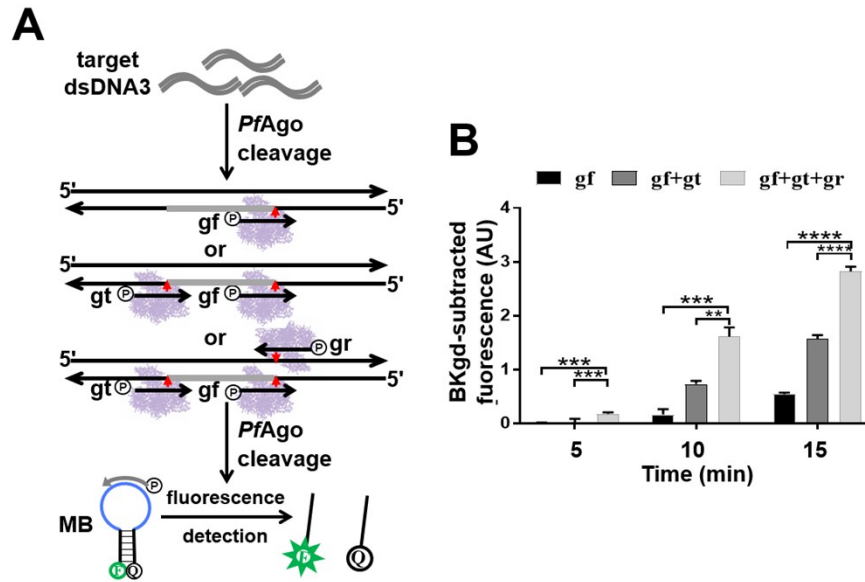 A
target
dsDNA3
PfAgo
cleavage
5'
5'
gf P
or
gt P gf P
or
P gr
5'
5'
gt P gf P
PfAgo
cleavage
P
MB
fluorescence
detection
F Q
F Q
B
gf gf+gt gf+gt+gr
BKgd-subtracted
fuorescence (AU)
4
3
2
1
0
***
***
***
**
****
****
5 10 15
Time (min)